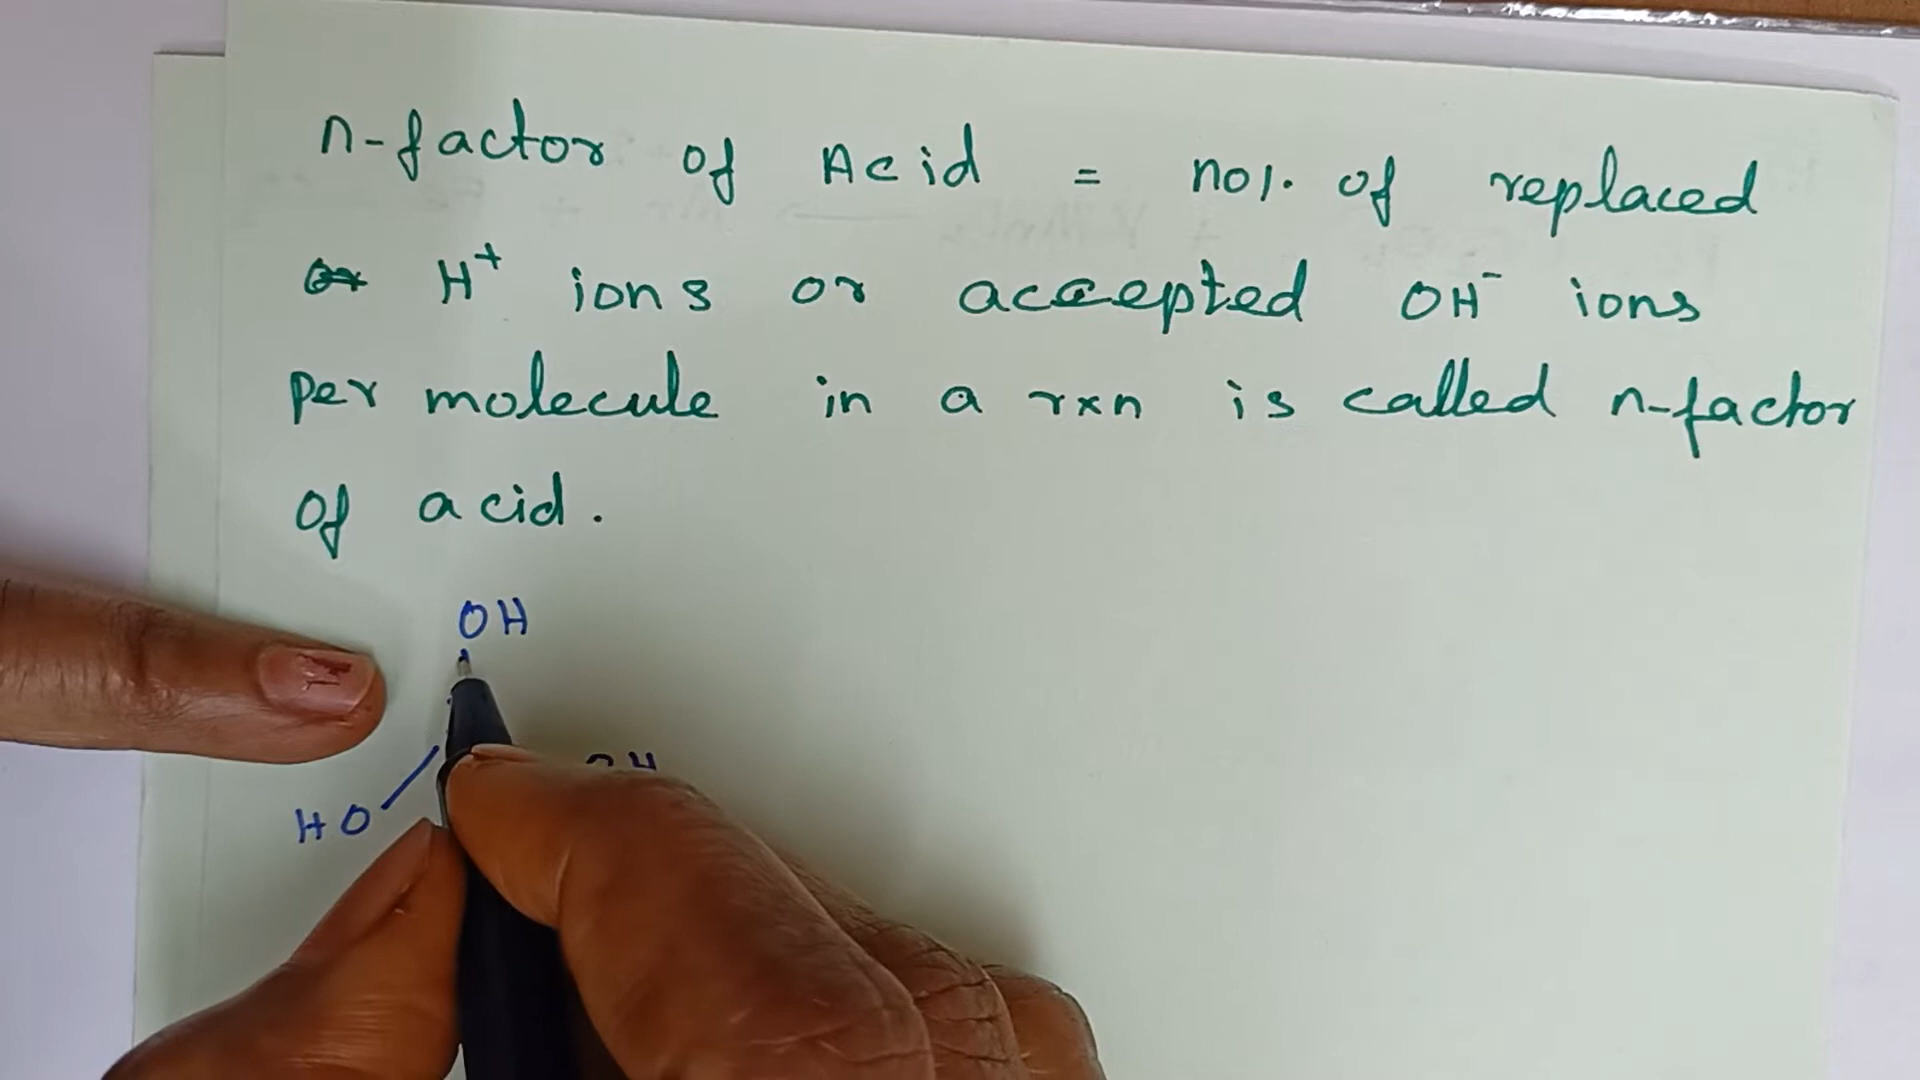 n-factor of Acid = no/. of replaced
H⁺ ions or accepted OH⁻ ions
per molecule in a rxn is called n-factor
of acid.
OH
OH
HO